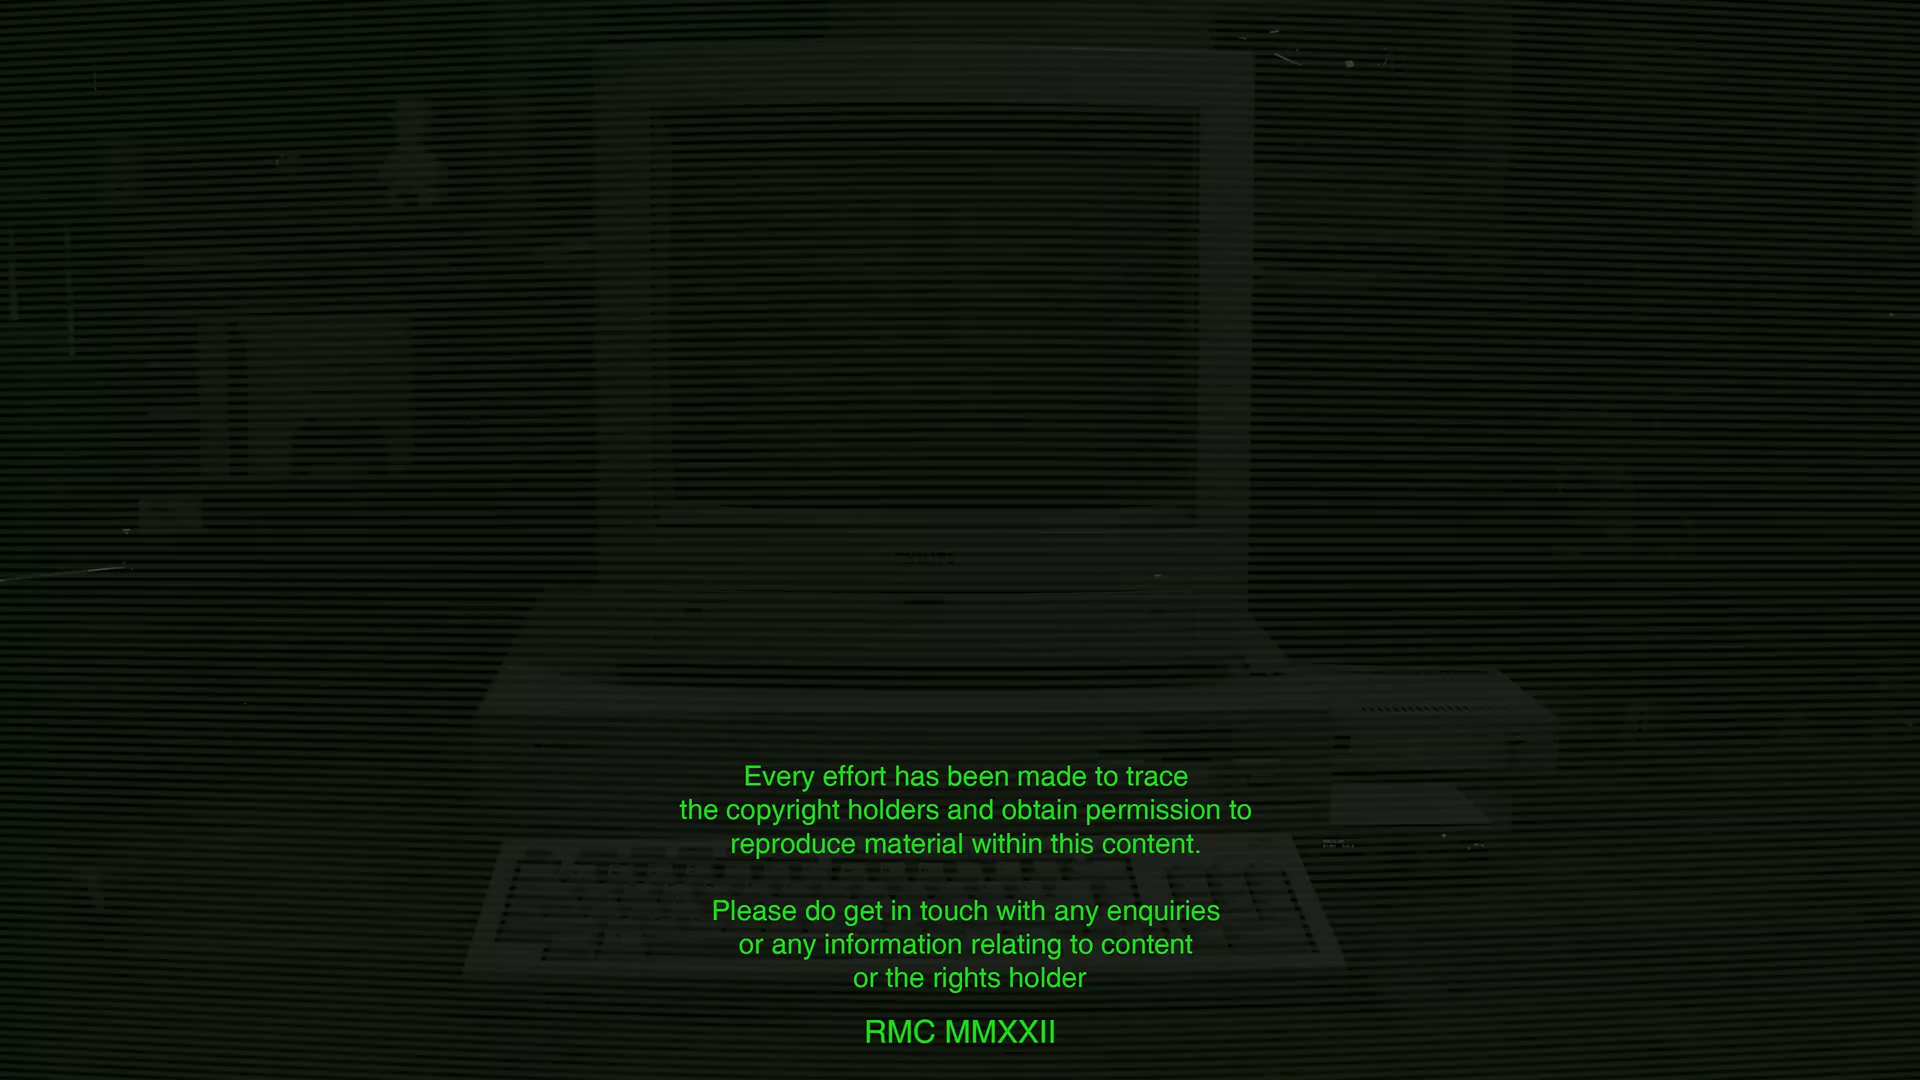 PHILIPS
Every effort has been made to trace
the copyright holders and obtain permission to
reproduce material within this content.
Please do get in touch with any enquiries
or any information relating to content
or the rights holder
RMC MMXXII